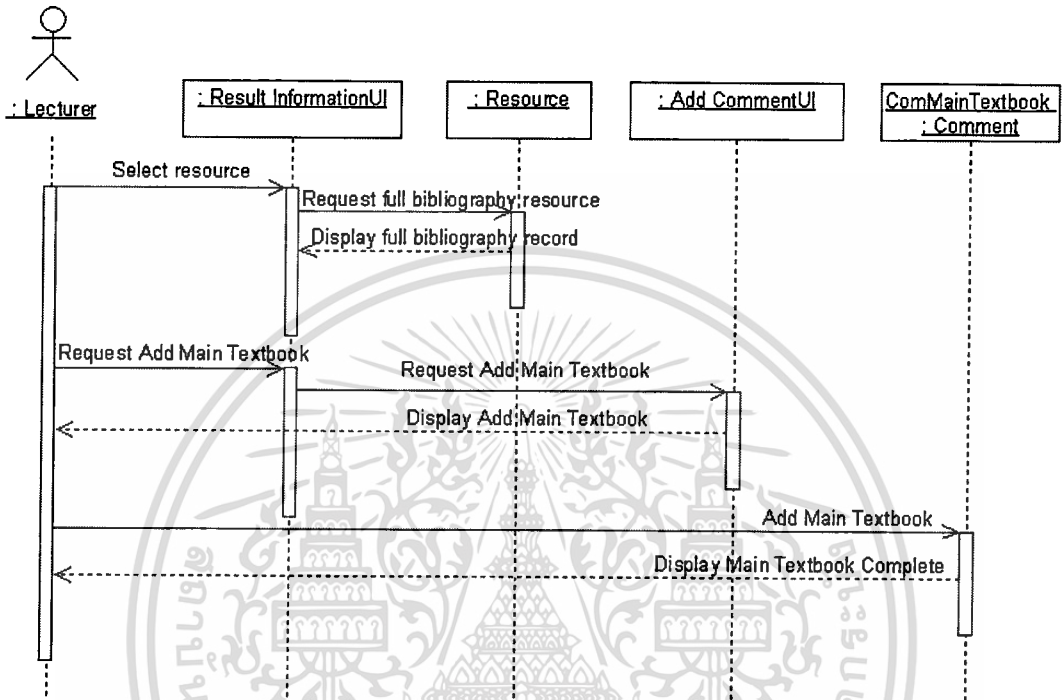 : Lecturer
: Result InformationUI
: Resource
: Add CommentUI
ComMainTextbook
: Comment
Select resource
Request full bibliography resource
Display full bibliography record
Request Add Main Textbook
Request Add Main Textbook
Display Add Main Textbook
Add Main Textbook
Display Main Textbook Complete